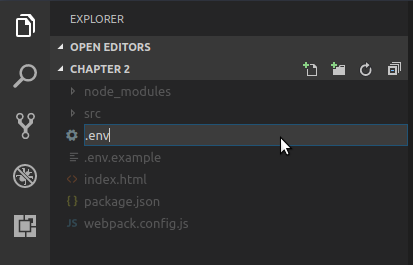 EXPLORER
OPEN EDITORS
CHAPTER 2
node_modules
src
.env
.env.example
index.html
package.json
webpack.config.js